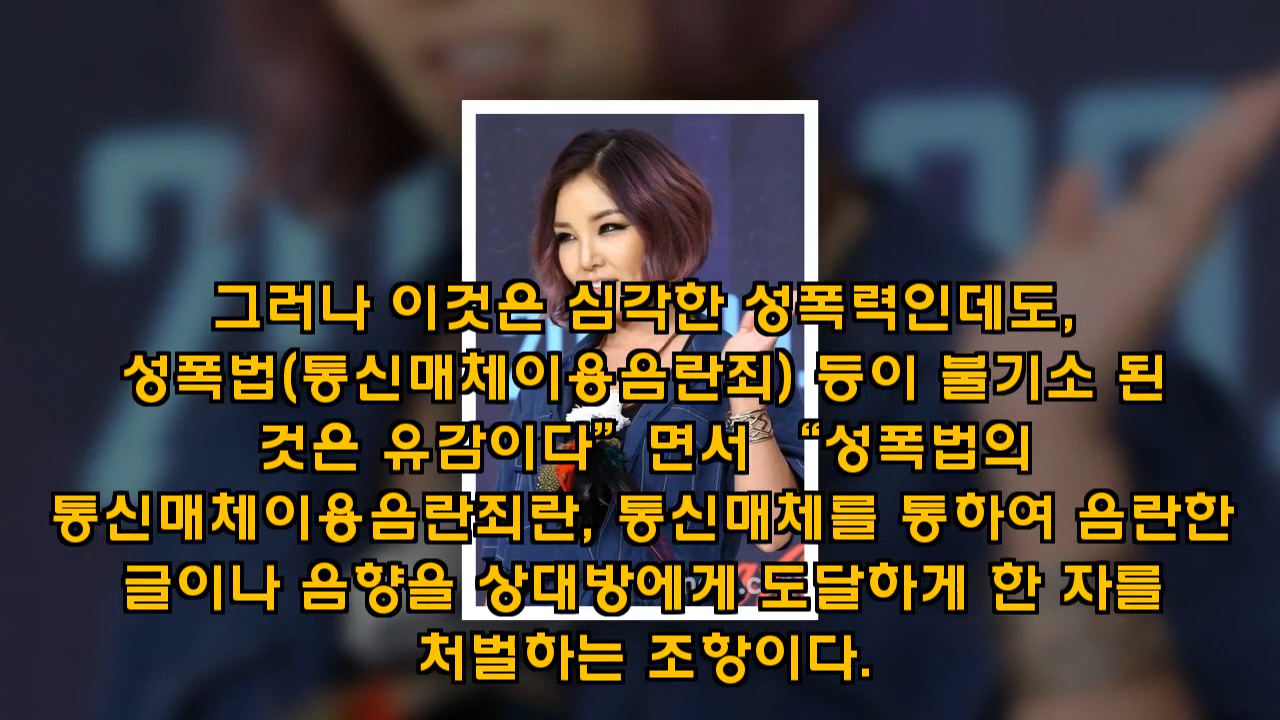 그러나 이것은 심각한 성폭력인데도,
성폭법(통신매체이용음란죄) 등이 불기소 된
것은 유감이다” 면서 “성폭법의
통신매체이용음란죄란, 통신매체를 통하여 음란한
글이나 음향을 상대방에게 도달하게 한 자를
처벌하는 조항이다.